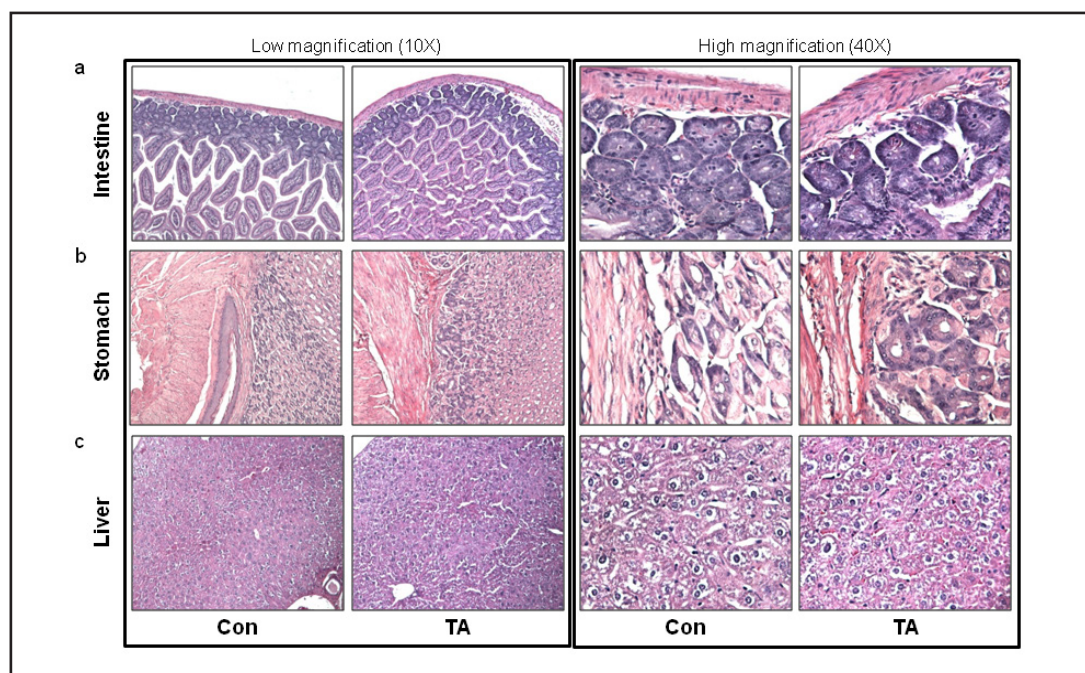 Low magnification (10X)
High magnification (40X)
a
Intestine
b
Stomach
c
Liver
Con
TA
Con
TA